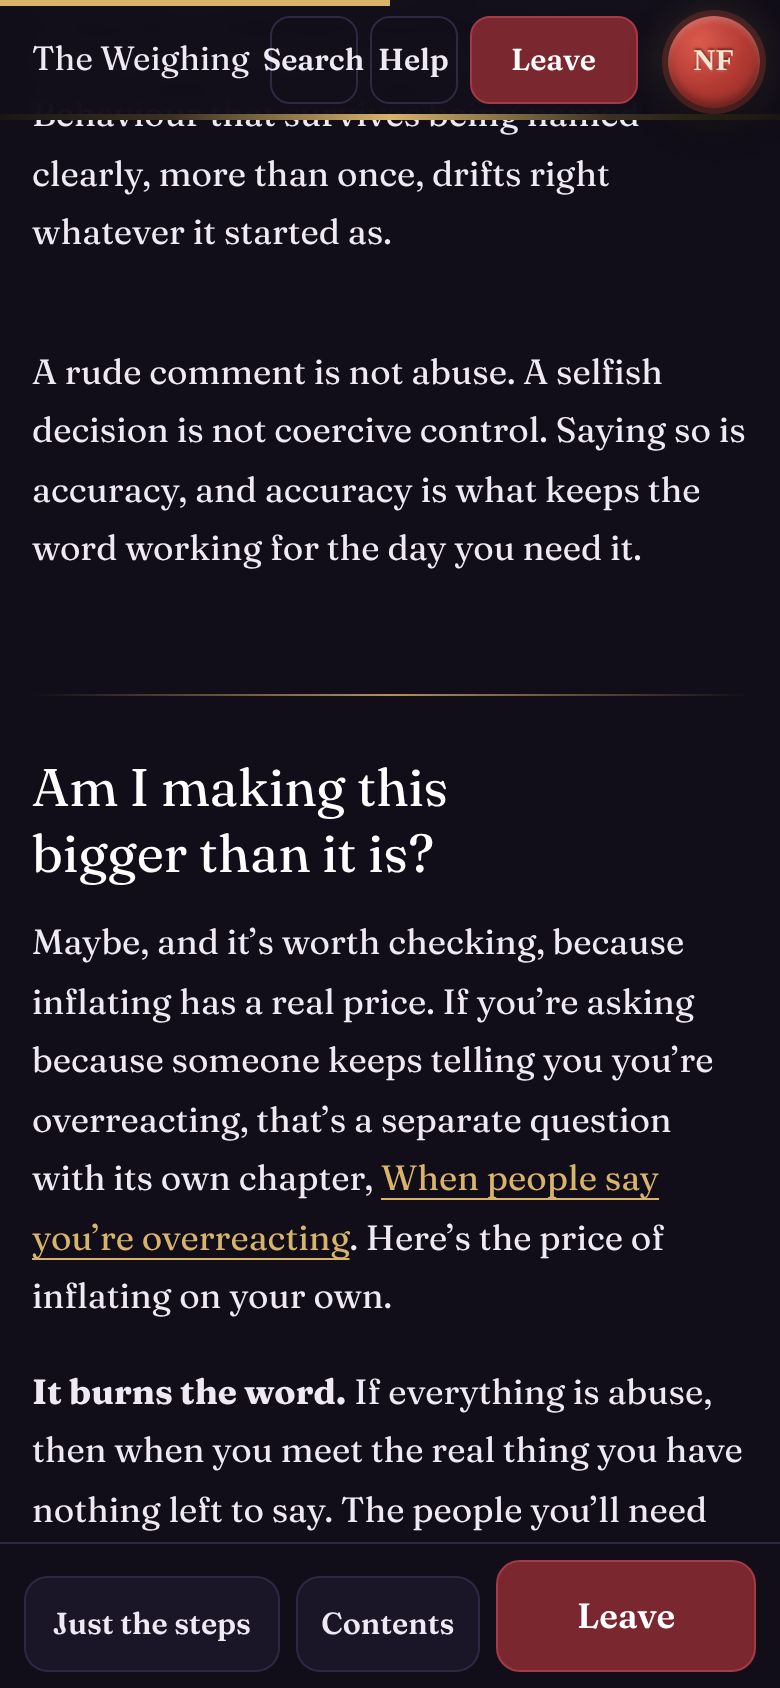 The Weighing Search Help Leave NF
Behaviour that survives being named
clearly, more than once, drifts right
whatever it started as.
A rude comment is not abuse. A selfish
decision is not coercive control. Saying so is
accuracy, and accuracy is what keeps the
word working for the day you need it.
Am I making this
bigger than it is?
Maybe, and it’s worth checking, because
inflating has a real price. If you’re asking
because someone keeps telling you you’re
overreacting, that’s a separate question
with its own chapter, When people say
you’re overreacting. Here’s the price of
inflating on your own.
It burns the word. If everything is abuse,
then when you meet the real thing you have
nothing left to say. The people you’ll need
Just the steps Contents Leave